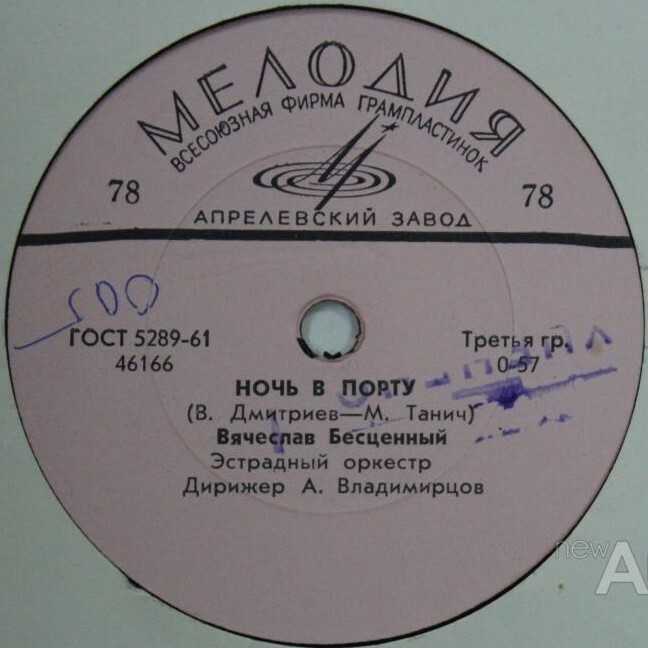 МЕЛОДИЯ
ВСЕСОЮЗНАЯ ФИРМА ГРАМПЛАСТИНОК
78 78
АПРЕЛЕВСКИЙ ЗАВОД
ГОСТ 5289-61 Третья гр.
46166 0-57
НОЧЬ В ПОРТУ
(В. Дмитриев—М. Танич)
Вячеслав Бесценный
Эстрадный оркестр
Дирижер А. Владимирцов
new